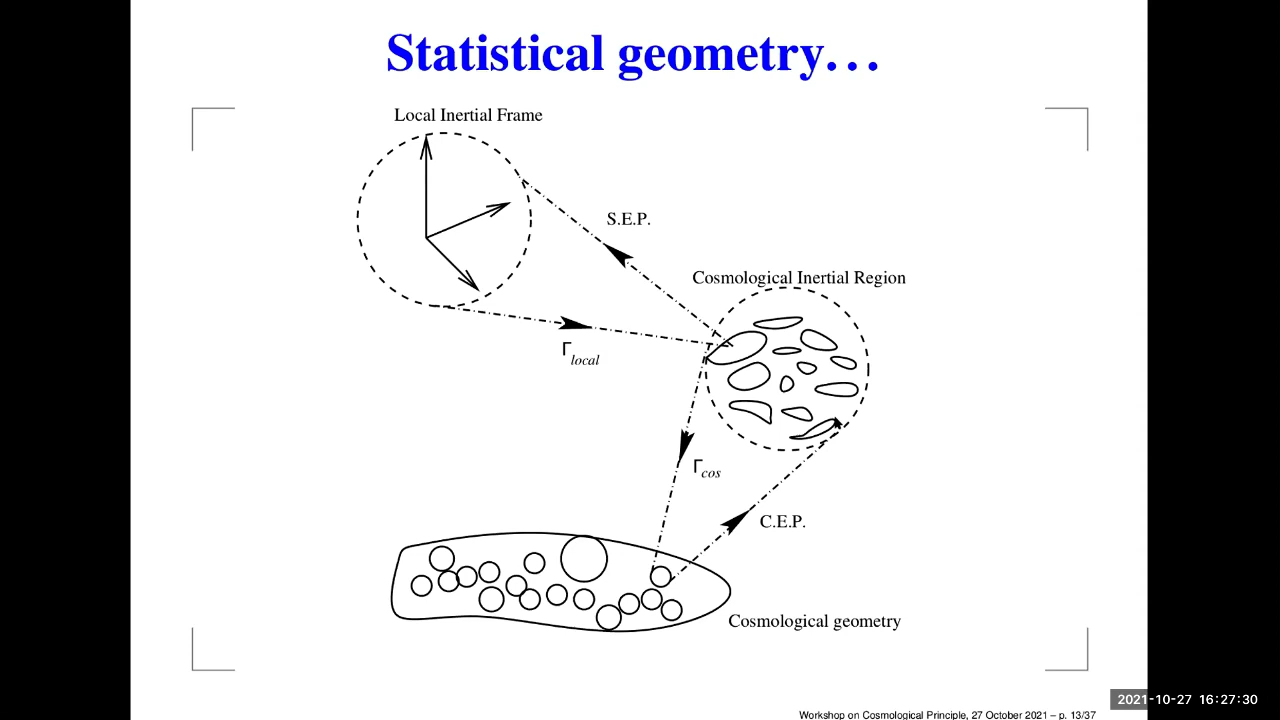 Statistical geometry...
Local Inertial Frame
S.E.P.
Cosmological Inertial Region
Γlocal
Γcos
C.E.P.
Cosmological geometry
2021-10-27 16:27:30
Workshop on Cosmological Principle, 27 October 2021 – p. 13/37